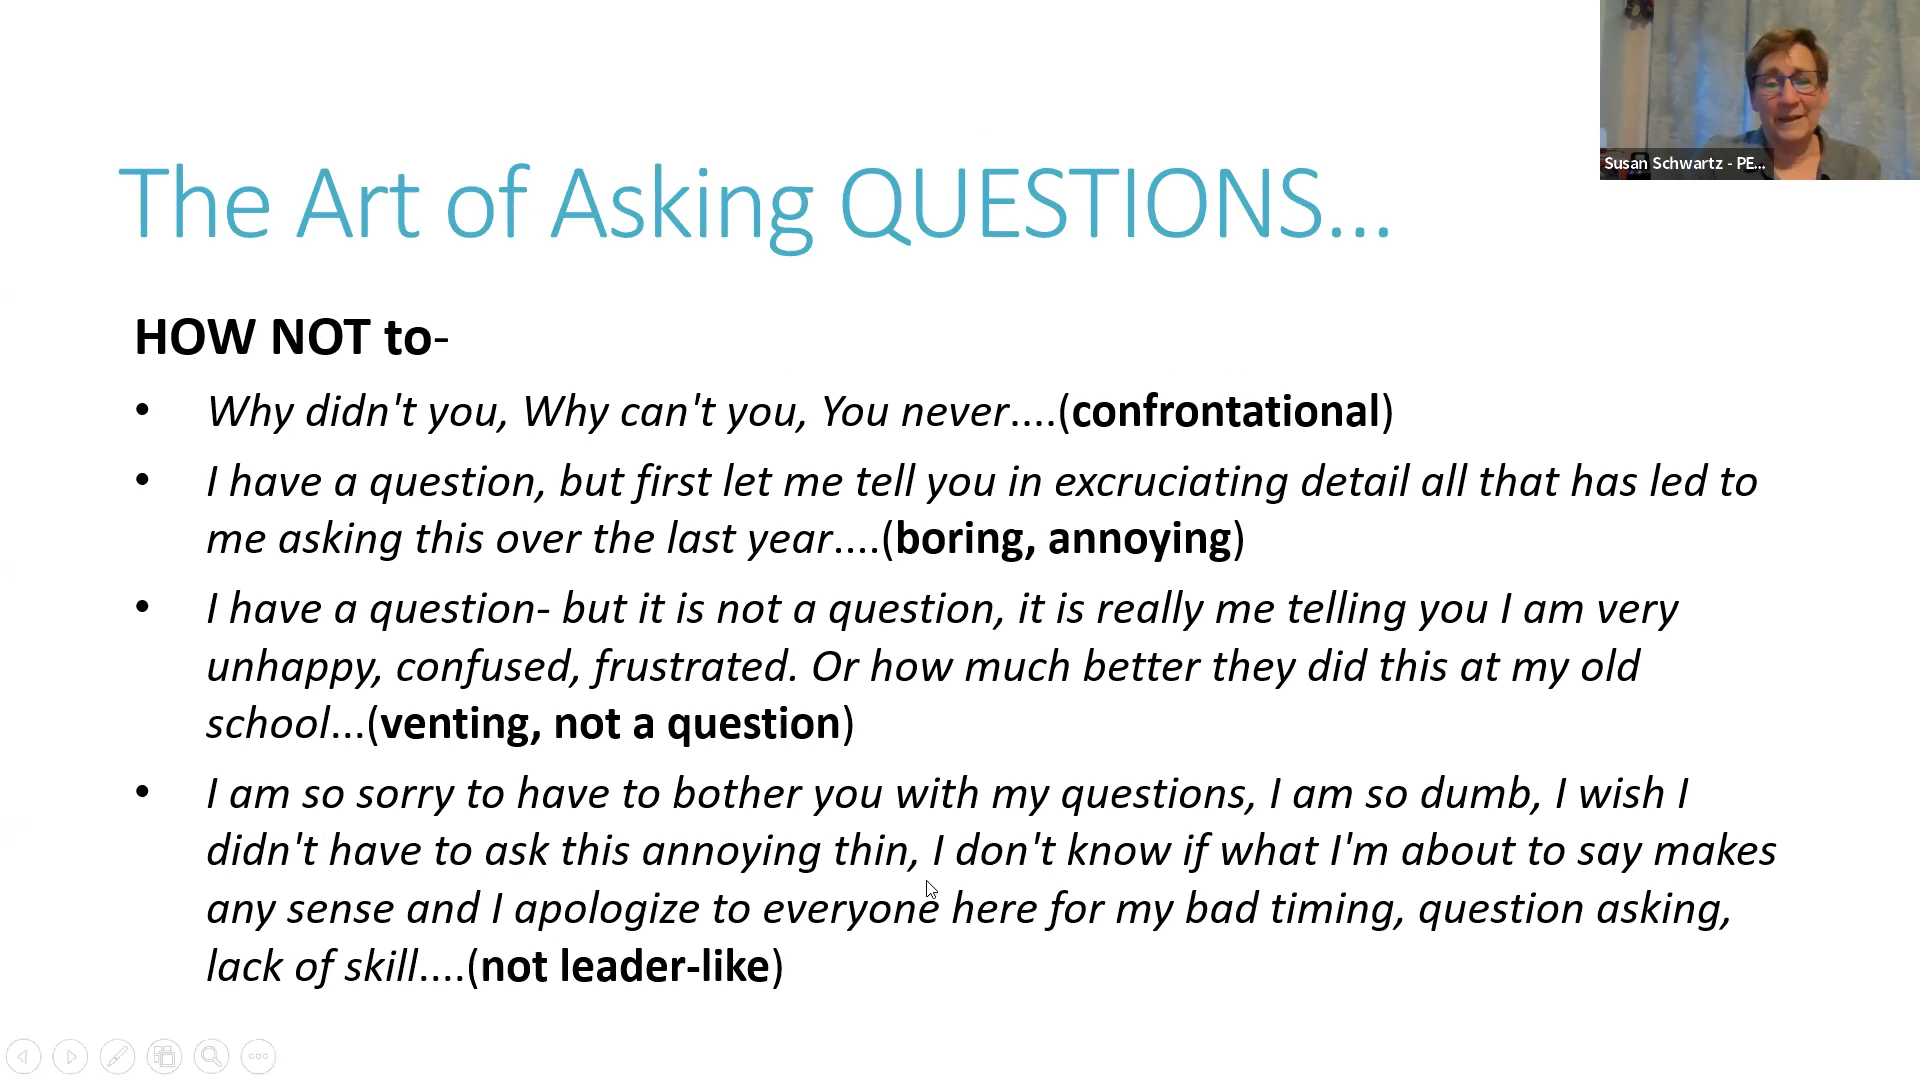 The Art of Asking QUESTIONS...
Susan Schwartz - PE...
HOW NOT to-
• Why didn't you, Why can't you, You never....(confrontational)
• I have a question, but first let me tell you in excruciating detail all that has led to
me asking this over the last year....(boring, annoying)
• I have a question- but it is not a question, it is really me telling you I am very
unhappy, confused, frustrated. Or how much better they did this at my old
school...(venting, not a question)
• I am so sorry to have to bother you with my questions, I am so dumb, I wish I
didn't have to ask this annoying thin, I don't know if what I'm about to say makes
any sense and I apologize to everyone here for my bad timing, question asking,
lack of skill....(not leader-like)